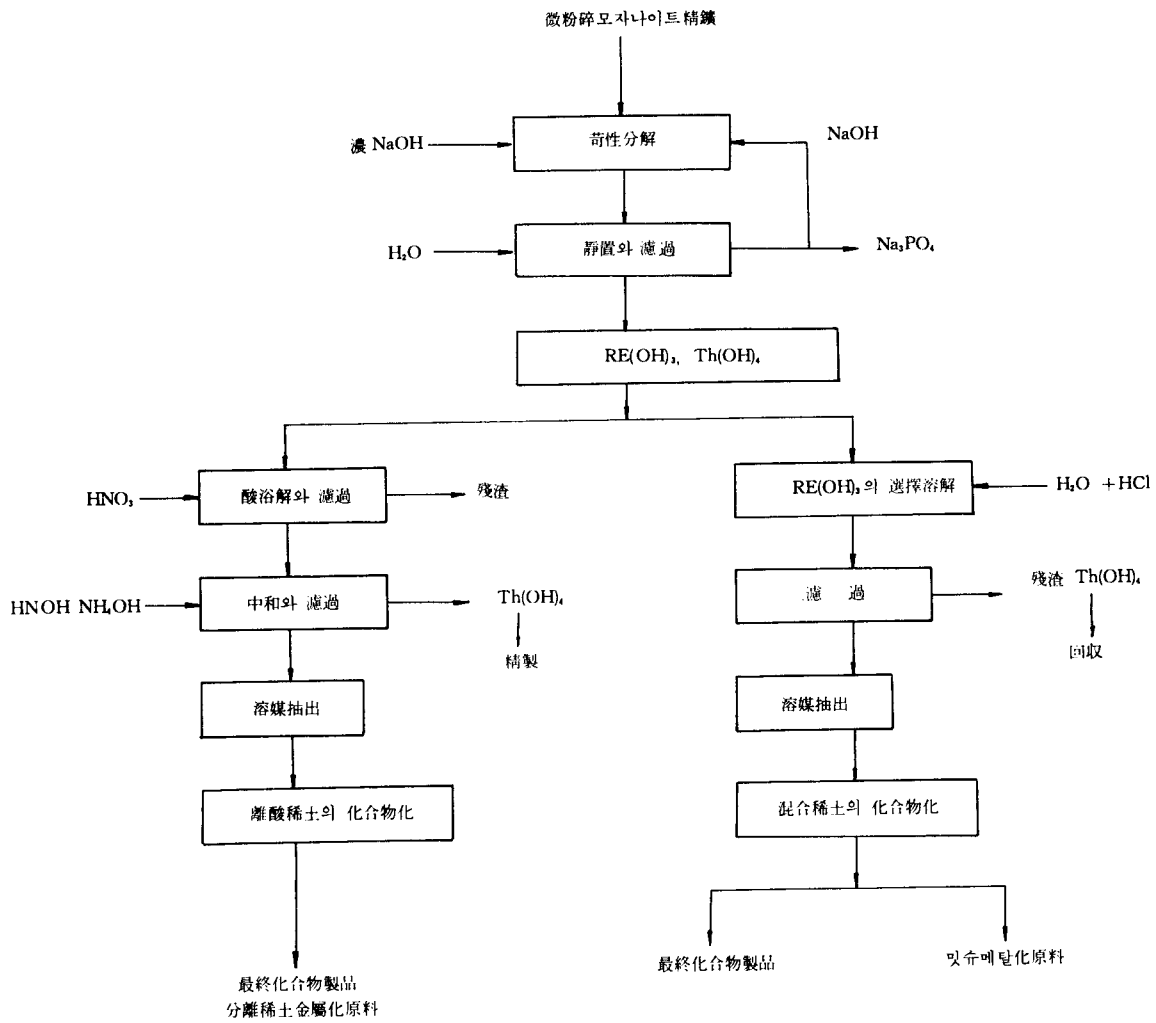 微粉碎모자나이트精鑛
濃 NaOH
苛性分解
NaOH
H₂O
靜置와 濾過
Na₃PO₄
RE(OH)₃, Th(OH)₄
HNO₃
酸浴解와 濾過
殘渣
RE(OH)₃의 選擇溶解
H₂O +HCl
HNOH NH₄OH
中和와 濾過
Th(OH)₄
精製
濾 過
殘渣 Th(OH)₄
回収
溶媒抽出
溶媒抽出
離酸稀土의 化合物化
混合稀土의 化合物化
最終化合物製品
分離稀土金屬化原料
最終化合物製品
밋슈메탈化原料